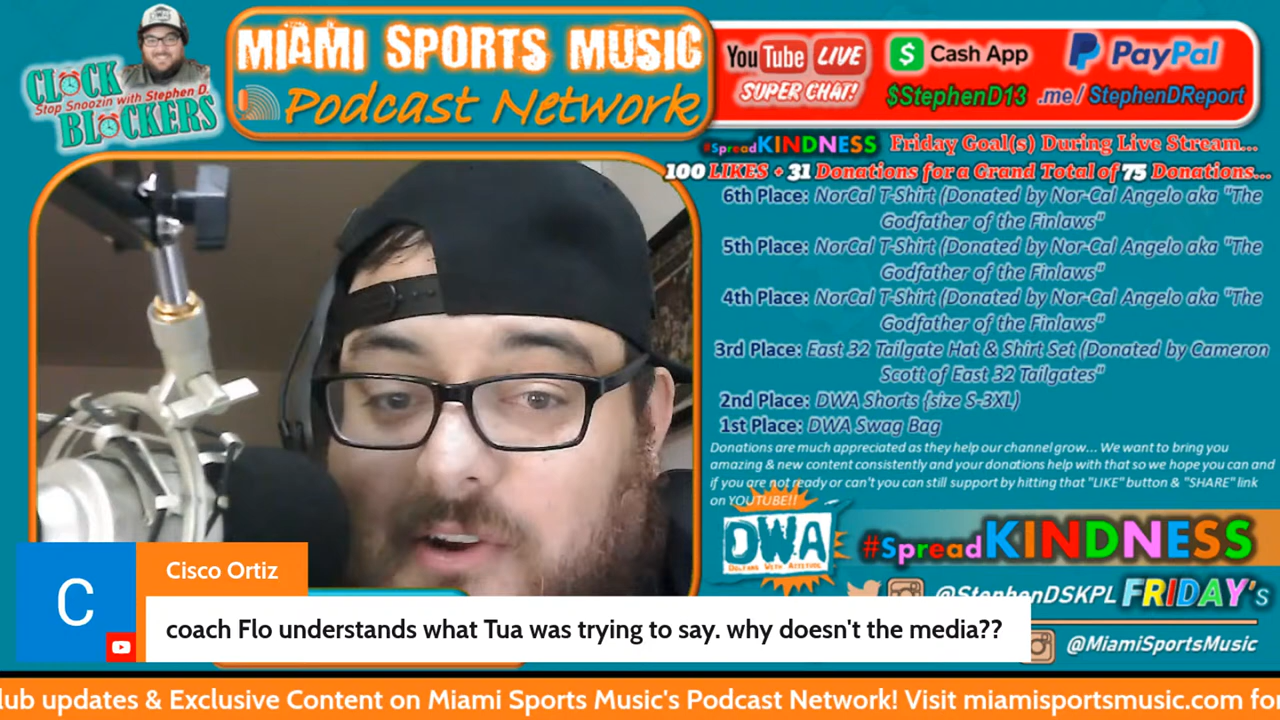 CLOCK
Stop Snoozin with Stephen D.
BLOCKERS
MIAMI SPORTS MUSIC
Podcast Network
YouTube LIVE
SUPER CHAT!
$ Cash App
$StephenD13
PayPal
.me/StephenDReport
#SpreadKINDNESS Friday Goal(s) During Live Stream...
100 LIKES + 31 Donations for a Grand Total of 75 Donations...
6th Place: NorCal T-Shirt (Donated by Nor-Cal Angelo aka "The
Godfather of the Finlaws"
5th Place: NorCal T-Shirt (Donated by Nor-Cal Angelo aka "The
Godfather of the Finlaws"
4th Place: NorCal T-Shirt (Donated by Nor-Cal Angelo aka "The
Godfather of the Finlaws"
3rd Place: East 32 Tailgate Hat & Shirt Set (Donated by Cameron
Scott of East 32 Tailgates"
2nd Place: DWA Shorts {size S-3XL)
1st Place: DWA Swag Bag
Donations are much appreciated as they help our channel grow... We want to bring you
amazing & new content consistently and your donations help with that so we hope you can and
if you are not ready or can't you can still support by hitting that "LIKE" button & "SHARE" link
on YOUTUBE!!
DWA
DOLFANS WITH ATTITUDE
#SpreadKINDNESS
@StephenDSKPL FRIDAY's
@MiamiSportsMusic
C
Cisco Ortiz
coach Flo understands what Tua was trying to say. why doesn't the media??
lub updates & Exclusive Content on Miami Sports Music's Podcast Network! Visit miamisportsmusic.com fo